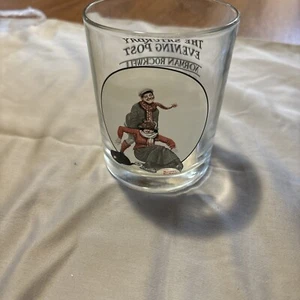 THE SATURDAY
EVENING POST
NORMAN ROCKWELL